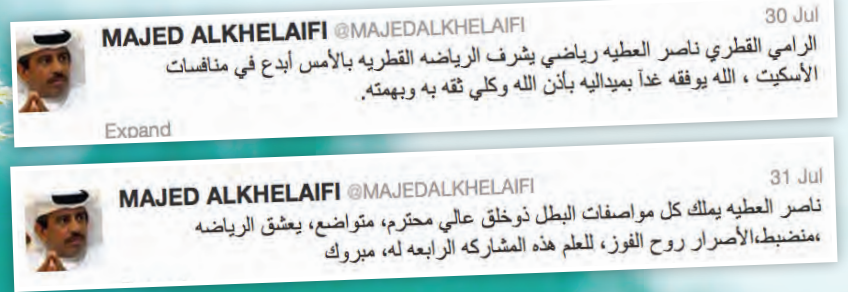 MAJED ALKHELAIFI @MAJEDALKHELAIFI 30 Jul
الرامي القطري ناصر العطيه رياضي يشرف الرياضه القطريه بالأمس أبدع في منافسات
الأسكيت ، الله يوفقه غداً بميداليه بأذن الله وكلي ثقه به وبهمته.
Expand
MAJED ALKHELAIFI @MAJEDALKHELAIFI 31 Jul
ناصر العطيه يملك كل مواصفات البطل ذوخلق عالي محترم، متواضع، يعشق الرياضه
،منضبط،الأصرار روح الفوز، للعلم هذه المشاركه الرابعه له، مبروك